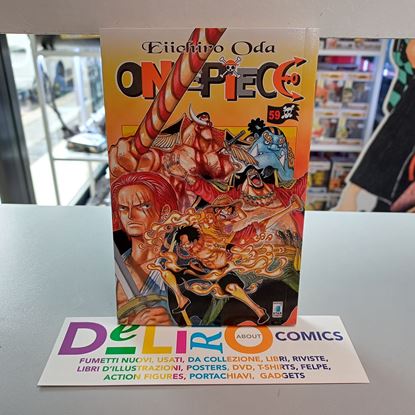 Eiichiro Oda
ONE PIECE
59
DeLiRO ABOUT COMICS
FUMETTI NUOVI, USATI, DA COLLEZIONE, LIBRI, RIVISTE,
LIBRI D'ILLUSTRAZIONI, POSTERS, DVD, T-SHIRTS, FELPE,
ACTION FIGURES, PORTACHIAVI, GADGETS